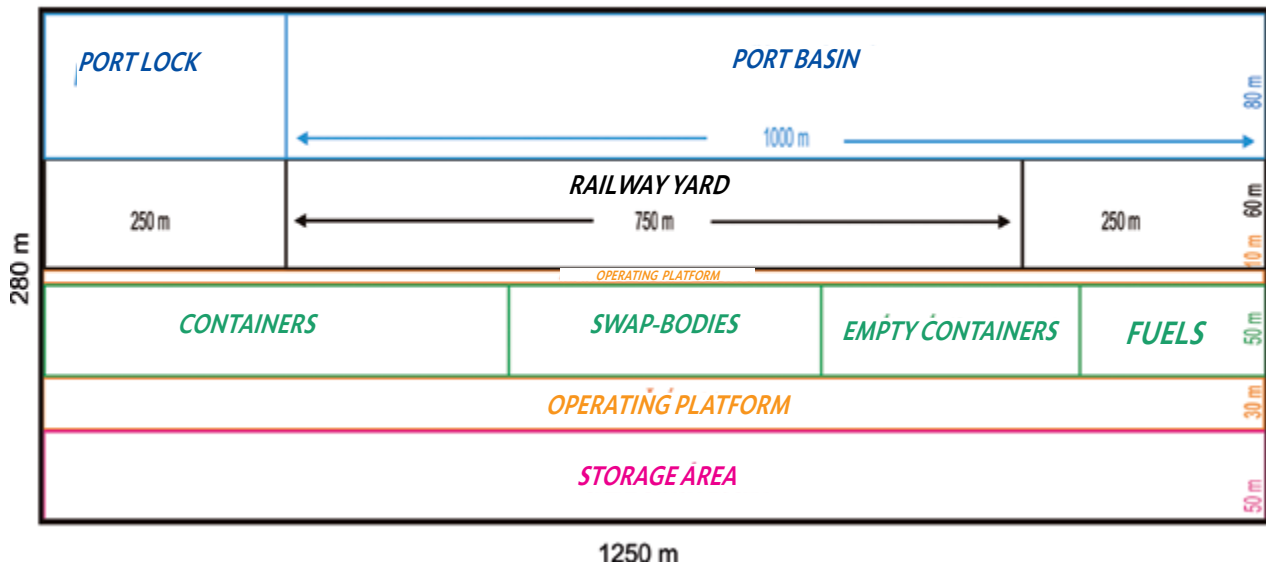 PORT LOCK
PORT BASIN
80 m
1000 m
RAILWAY YARD
250 m
750 m
250 m
60 m
10 m
OPERATING PLATFORM
280 m
CONTAINERS
SWAP-BODIES
EMPTY CONTAINERS
FUELS
50 m
OPERATING PLATFORM
30 m
STORAGE AREA
50 m
1250 m